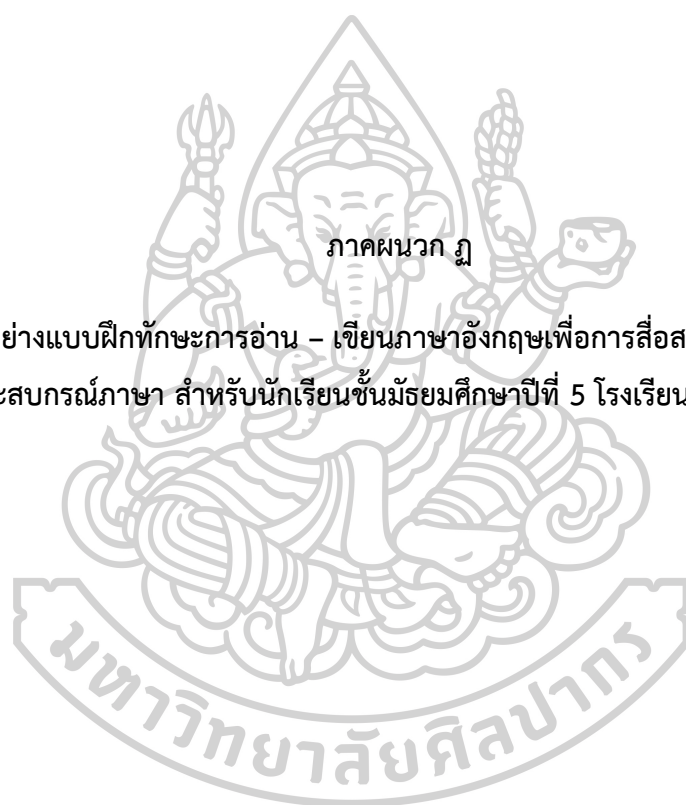 ภาคผนวก ฏ
ย่างแบบฝึกทักษะการอ่าน – เขียนภาษาอังกฤษเพื่อการสื่อส
ะสบกรณ์ภาษา สำหรับนักเรียนชั้นมัธยมศึกษาปีที่ 5 โรงเรียน
มหาวิทยาลัยศิลปากร